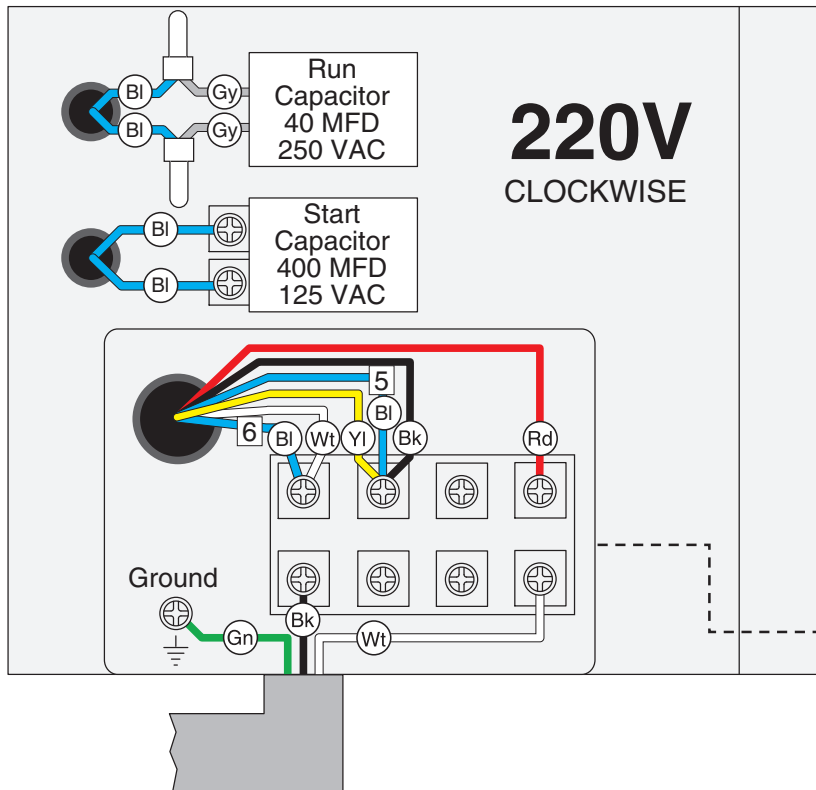 Run
Capacitor
40 MFD
250 VAC
Bl
Gy
Bl
Gy
220V
CLOCKWISE
Start
Capacitor
400 MFD
125 VAC
Bl
Bl
5
Bl
6
Bl
Wt
Yl
Bk
Rd
Ground
Gn
Bk
Wt